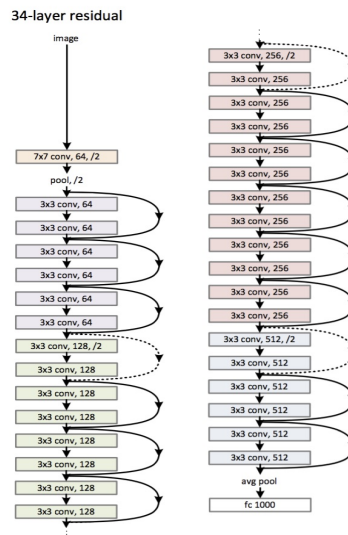 34-layer residual
image
7x7 conv, 64, /2
pool, /2
3x3 conv, 64
3x3 conv, 64
3x3 conv, 64
3x3 conv, 64
3x3 conv, 64
3x3 conv, 64
3x3 conv, 128, /2
3x3 conv, 128
3x3 conv, 128
3x3 conv, 128
3x3 conv, 128
3x3 conv, 128
3x3 conv, 128
3x3 conv, 128
3x3 conv, 256, /2
3x3 conv, 256
3x3 conv, 256
3x3 conv, 256
3x3 conv, 256
3x3 conv, 256
3x3 conv, 256
3x3 conv, 256
3x3 conv, 256
3x3 conv, 256
3x3 conv, 256
3x3 conv, 256
3x3 conv, 512, /2
3x3 conv, 512
3x3 conv, 512
3x3 conv, 512
3x3 conv, 512
3x3 conv, 512
avg pool
fc 1000